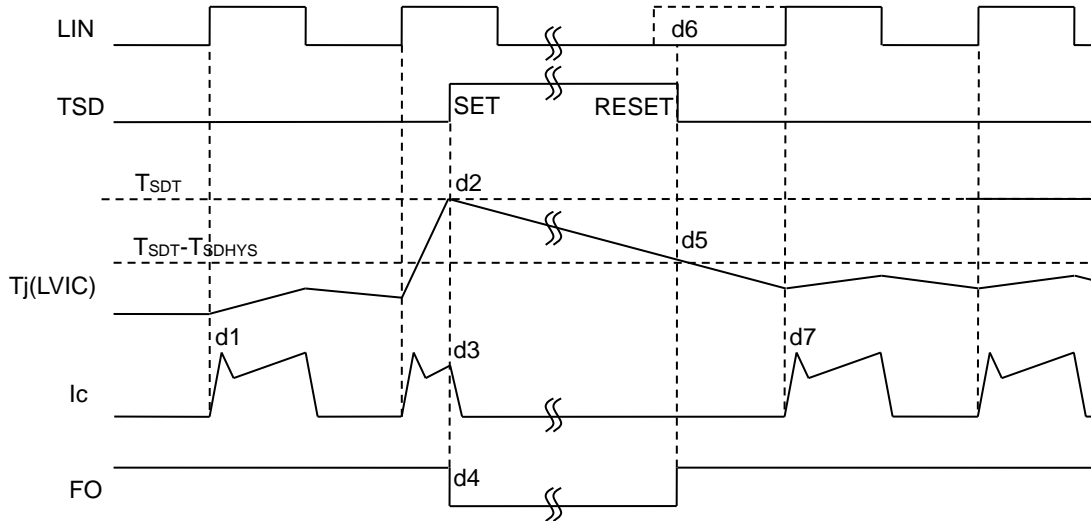 LIN
d6
TSD
SET
RESET
TSDT
d2
TSDT-TSDHYS
d5
Tj(LVIC)
d1
d3
d7
Ic
d4
FO